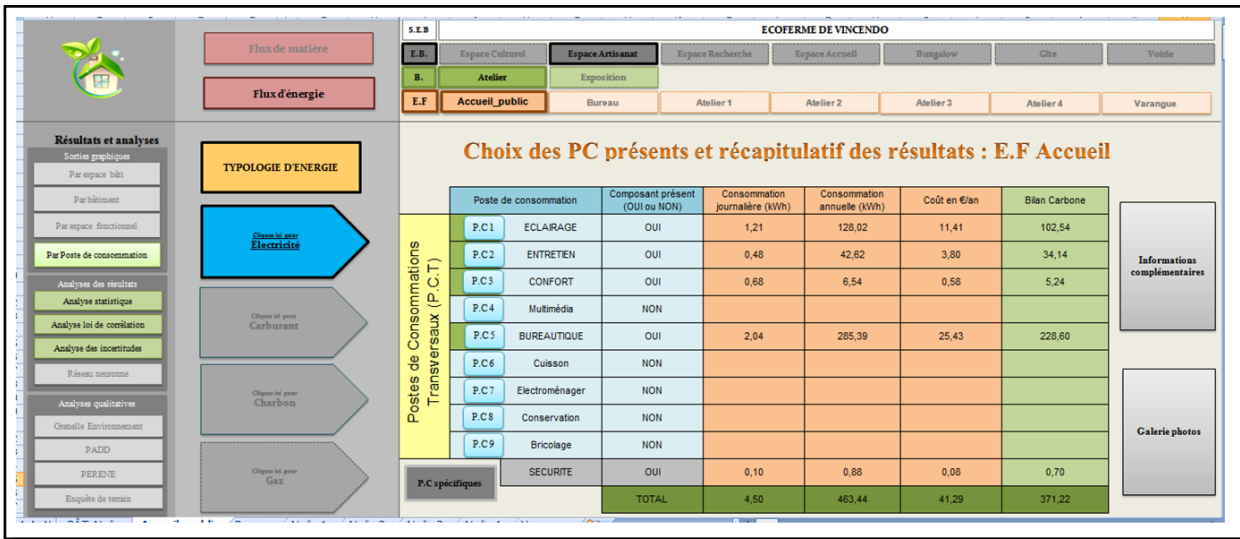 S.E.B ECOFERME DE VINCENDO
Flux de matière
E.B. Espace Culturel Espace Artisanat Espace Recherche Espace Accueil Bungalow Gîte Voirie
B. Atelier Exposition
Flux d'énergie
E.F Accueil_public Bureau Atelier 1 Atelier 2 Atelier 3 Atelier 4 Varangue
Résultats et analyses
Sorties graphiques
Par espace bâti
Par bâtiment
Par espace fonctionnel
Par Poste de consommation
Analyses des résultats
Analyse statistique
Analyse loi de corrélation
Analyse des incertitudes
Réseau neuronne
Analyses qualitatives
Grenelle Environnement
PADD
PERENE
Enquête de terrain
TYPOLOGIE D'ENERGIE
Cliquez ici pour
Électricité
Cliquez ici pour
Carburant
Cliquez ici pour
Charbon
Cliquez ici pour
Gaz
Choix des PC présents et récapitulatif des résultats : E.F Accueil
Poste de consommation Composant présent (OUI ou NON) Consommation journalière (kWh) Consommation annuelle (kWh) Coût en €/an Bilan Carbone
Postes de Consommations
Transversaux (P.C.T)
P.C1 ECLAIRAGE OUI 1,21 128,02 11,41 102,54
P.C2 ENTRETIEN OUI 0,48 42,62 3,80 34,14
P.C3 CONFORT OUI 0,68 6,54 0,58 5,24
P.C4 Multimédia NON
P.C5 BUREAUTIQUE OUI 2,04 285,39 25,43 228,60
P.C6 Cuisson NON
P.C7 Electroménager NON
P.C8 Conservation NON
P.C9 Bricolage NON
P.C spécifiques SECURITE OUI 0,10 0,88 0,08 0,70
TOTAL 4,50 463,44 41,29 371,22
Informations
complémentaires
Galerie photos